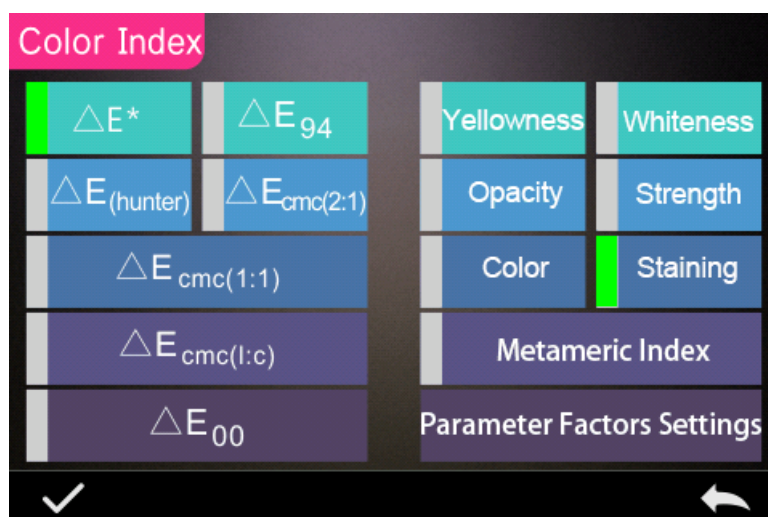 Color Index
△E*
△E94
Yellowness
Whiteness
△E(hunter)
△Ecmc(2:1)
Opacity
Strength
△E cmc(1:1)
Color
Staining
△E cmc(l:c)
Metameric Index
△E00
Parameter Factors Settings